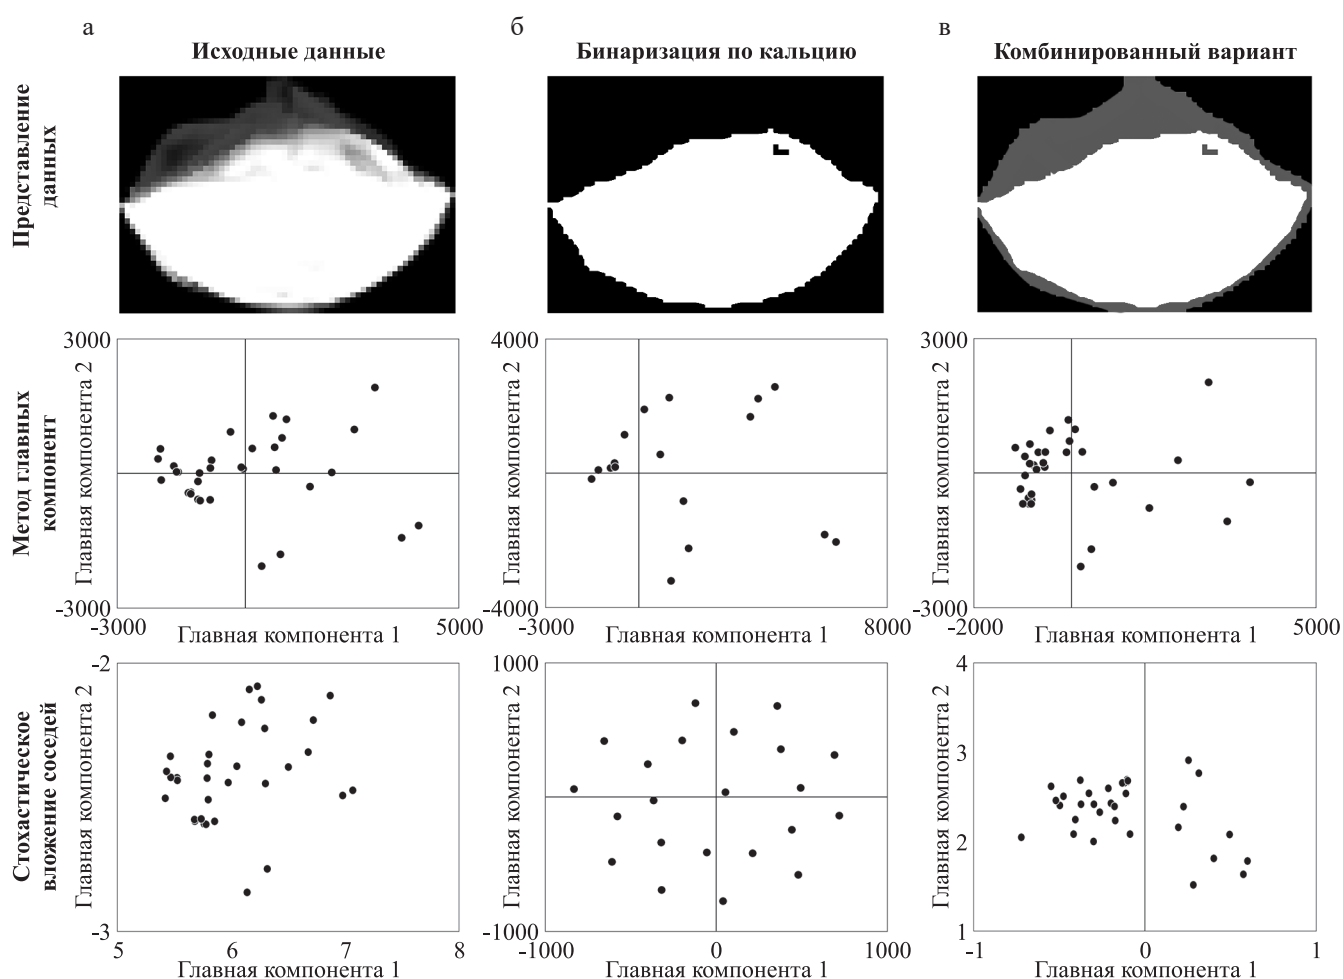 а
б
в
Исходные данные
Бинаризация по кальцию
Комбинированный вариант
Представление
данных
Метод главных
компонент
3000
Главная компонента 2
-3000
-3000
5000
Главная компонента 1
4000
Главная компонента 2
-4000
-3000
8000
Главная компонента 1
3000
Главная компонента 2
-3000
-2000
5000
Главная компонента 1
Стохастическое
вложение соседей
-2
Главная компонента 2
-3
5
6
7
8
Главная компонента 1
1000
Главная компонента 2
-1000
-1000
0
1000
Главная компонента 1
4
3
2
1
Главная компонента 2
-1
0
1
Главная компонента 1